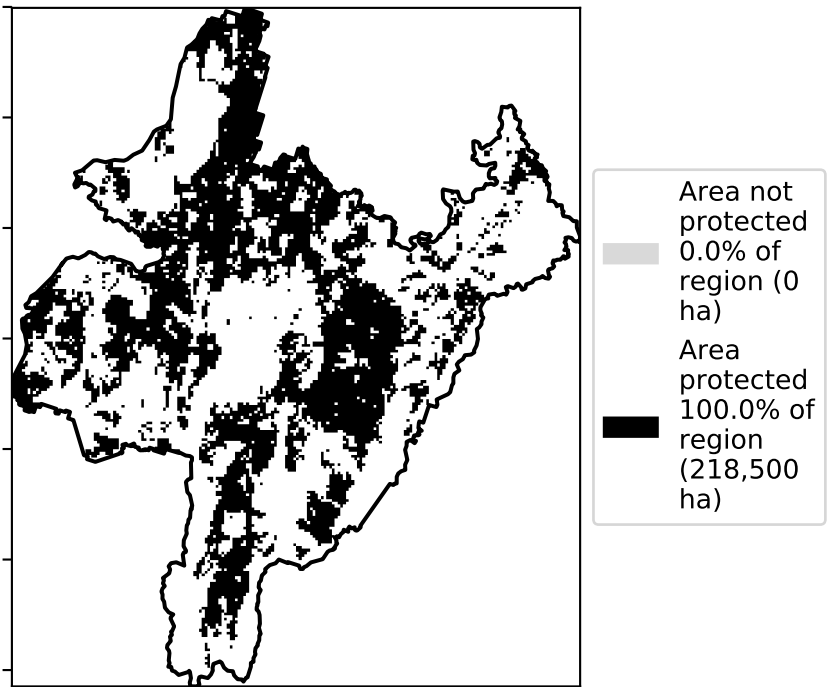 Area not
protected
0.0% of
region (0
ha)
Area
protected
100.0% of
region
(218,500
ha)